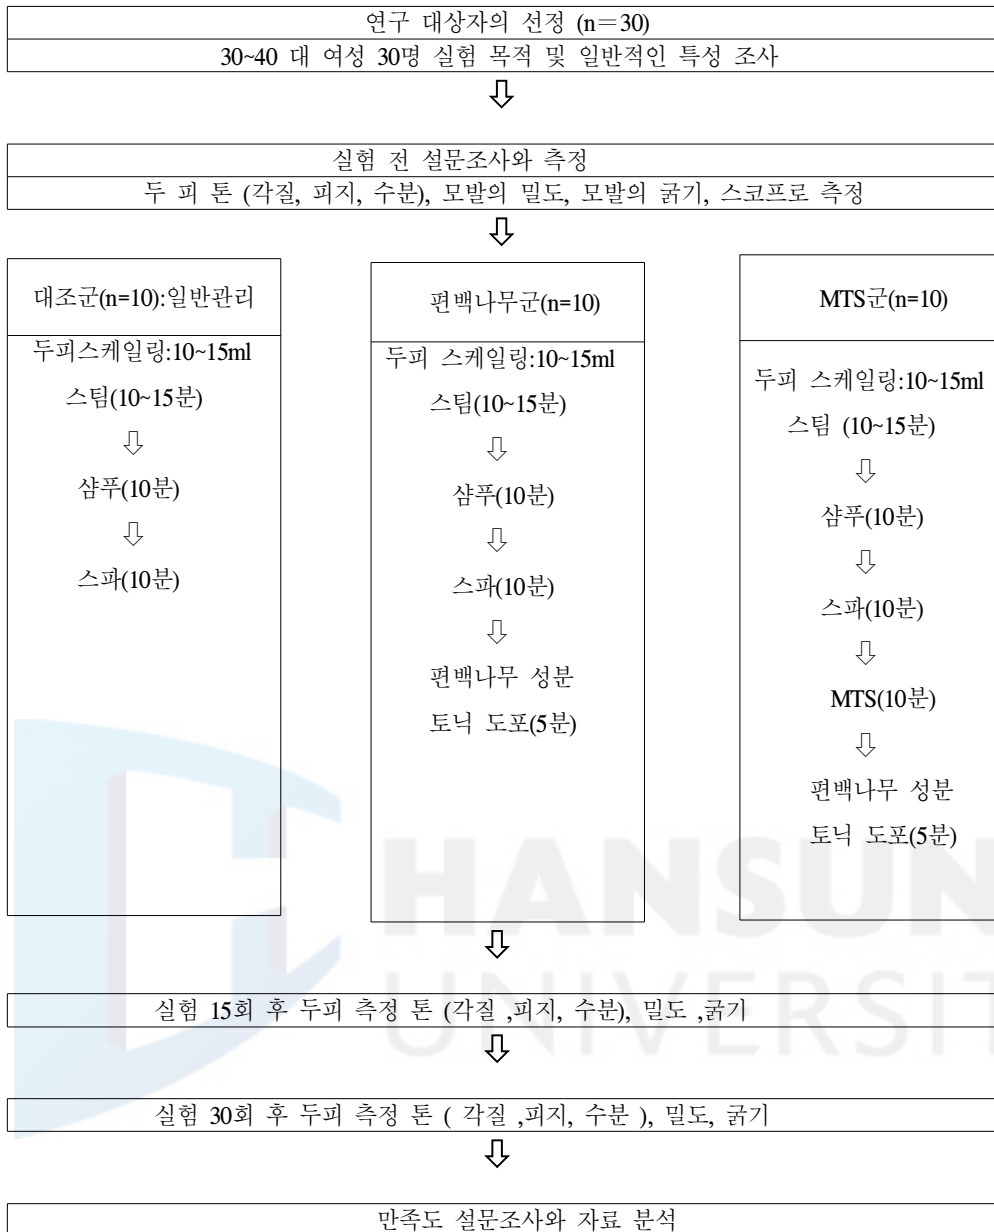 연구 대상자의 선정 (n=30)
30~40 대 여성 30명 실험 목적 및 일반적인 특성 조사
⇩
실험 전 설문조사와 측정
두 피 톤 (각질, 피지, 수분), 모발의 밀도, 모발의 굵기, 스코프로 측정
⇩
대조군(n=10):일반관리
두피스케일링:10~15ml
스팀(10~15분)
⇩
샴푸(10분)
⇩
스파(10분)
편백나무군(n=10)
두피 스케일링:10~15ml
스팀(10~15분)
⇩
샴푸(10분)
⇩
스파(10분)
⇩
편백나무 성분
토닉 도포(5분)
MTS군(n=10)
두피 스케일링:10~15ml
스팀 (10~15분)
⇩
샴푸(10분)
⇩
스파(10분)
⇩
MTS(10분)
⇩
편백나무 성분
토닉 도포(5분)
⇩
실험 15회 후 두피 측정 톤 (각질 ,피지, 수분), 밀도 ,굵기
⇩
실험 30회 후 두피 측정 톤 ( 각질 ,피지, 수분 ), 밀도, 굵기
⇩
만족도 설문조사와 자료 분석
HANSUN
UNIVERSIT